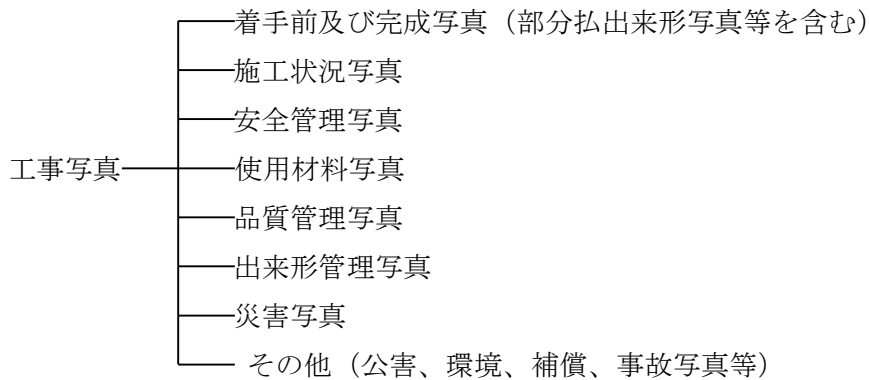 着手前及び完成写真（部分払出来形写真等を含む）
施工状況写真
安全管理写真
工事写真
使用材料写真
品質管理写真
出来形管理写真
災害写真
その他（公害、環境、補償、事故写真等）